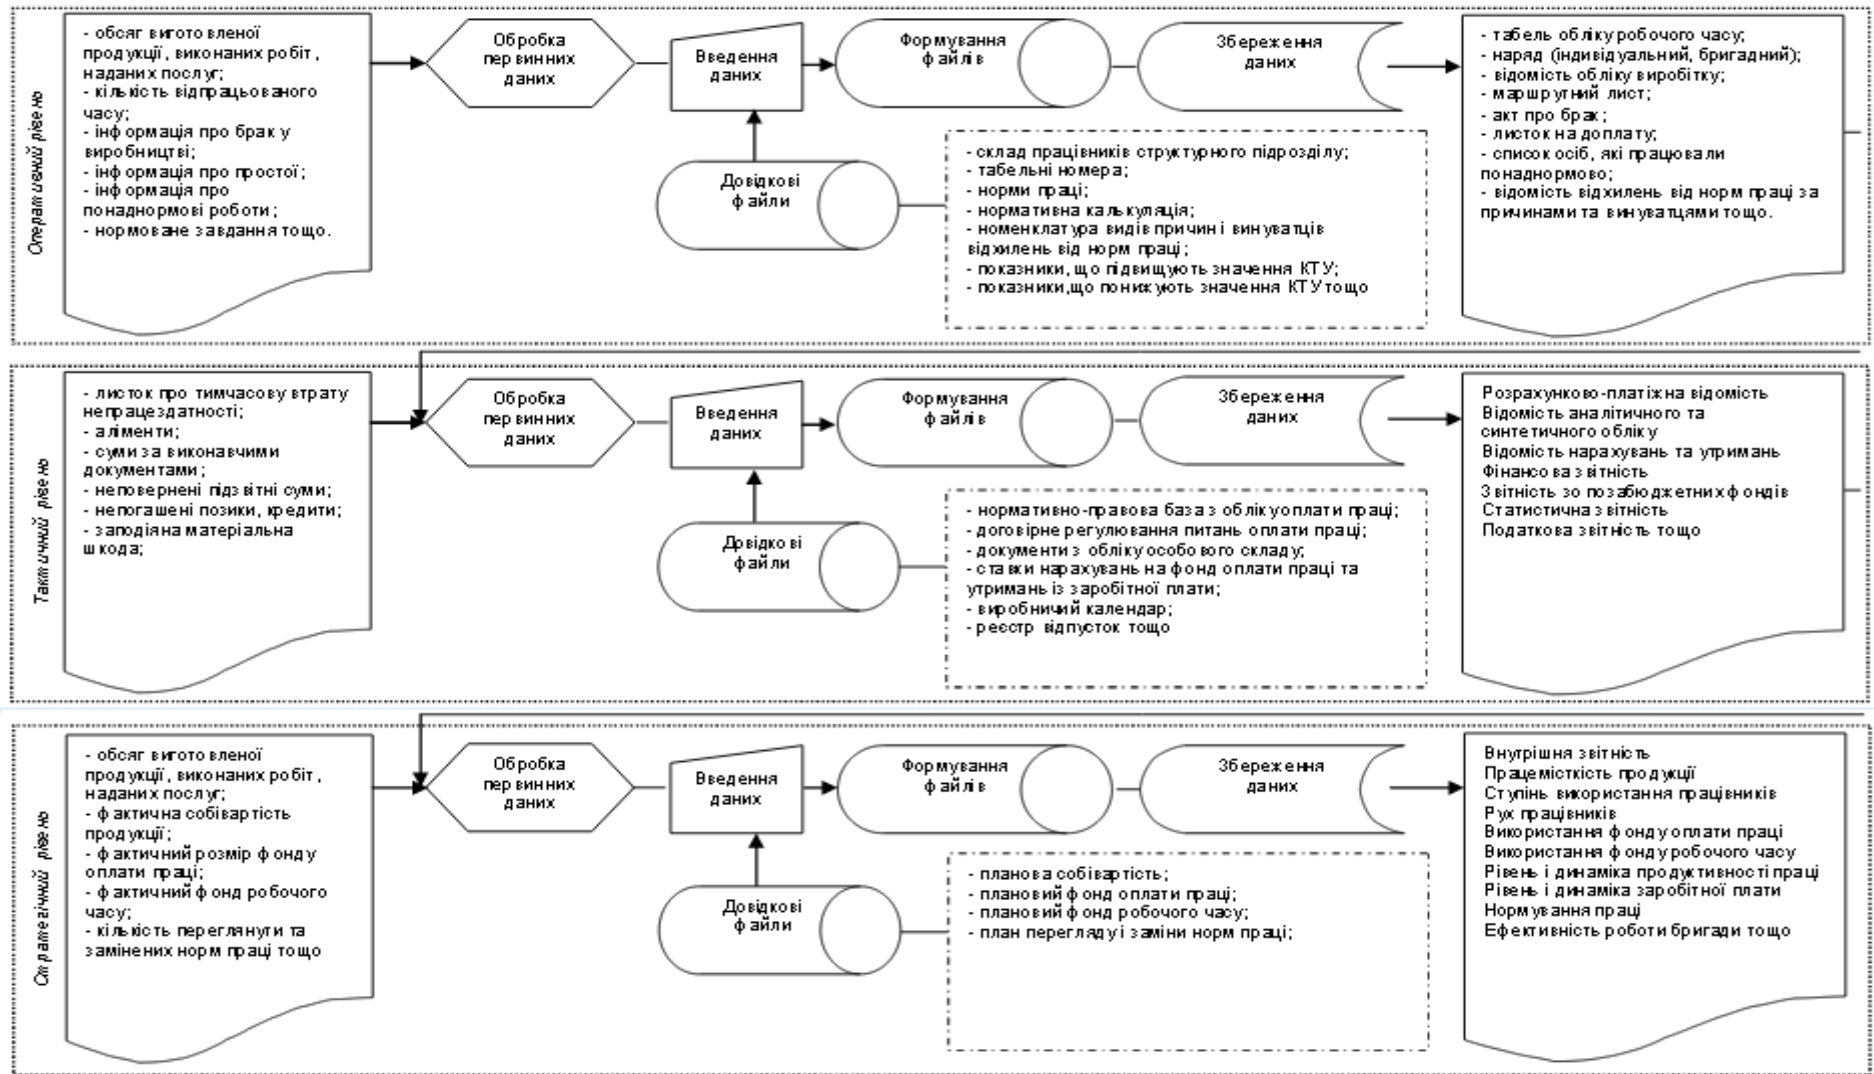 Оперативний рівень
- обсяг виготовленої
продукції, виконаних робіт,
наданих послуг;
- кількість відпрацьованого
часу;
- інформація про брак у
виробництві;
- інформація про простої;
- інформація про
понаднормові роботи;
- нормоване завдання тощо.
Обробка
первинних
даних
Введення
даних
Формування
файлів
Збереження
даних
Довідкові
файли
- склад працівників структурного підрозділу;
- табельні номера;
- норми праці;
- нормативна калькуляція;
- номенклатура видів причин і винуватців
відхилень від норм праці;
- показники, що підвищують значення КТУ;
- показники,що понижують значення КТУ тощо
- табель обліку робочого часу;
- наряд (індивідуальний, бригадний);
- відомість обліку виробітку;
- маршрутний лист;
- акт про брак;
- листок на доплату;
- список осіб, які працювали
понаднормово;
- відомість відхилень від норм праці за
причинами та винуватцями тощо.
Тактичний рівень
- листок про тимчасову втрату
непрацездатності;
- аліменти;
- суми за виконавчими
документами;
- неповернені підзвітні суми;
- непогашені позики, кредити;
- заподіяна матеріальна
шкода;
Обробка
первинних
даних
Введення
даних
Формування
файлів
Збереження
даних
Довідкові
файли
- нормативно-правова база з обліку оплати праці;
- договірне регулювання питань оплати праці;
- документи з обліку особового складу;
- ставки нарахувань на фонд оплати праці та
утримань із заробітної плати;
- виробничий календар;
- реєстр відпусток тощо
Розрахунково-платіжна відомість
Відомість аналітичного та
синтетичного обліку
Відомість нарахувань та утримань
Фінансова звітність
Звітність зо позабюджетних фондів
Статистична звітність
Податкова звітність тощо
Стратегічний рівень
- обсяг виготовленої
продукції, виконаних робіт,
наданих послуг;
- фактична собівартість
продукції;
- фактичний розмір фонду
оплати праці;
- фактичний фонд робочого
часу;
- кількість переглянути та
замінених норм праці тощо
Обробка
первинних
даних
Введення
даних
Формування
файлів
Збереження
даних
Довідкові
файли
- планова собівартість;
- плановий фонд оплати праці;
- плановий фонд робочого часу;
- план перегляду і заміни норм праці;
Внутрішня звітність
Працемісткість продукції
Ступінь використання працівників
Рух працівників
Використання фонду оплати праці
Використання фонду робочого часу
Рівень і динаміка продуктивності праці
Рівень і динаміка заробітної плати
Нормування праці
Ефективність роботи бригади тощо